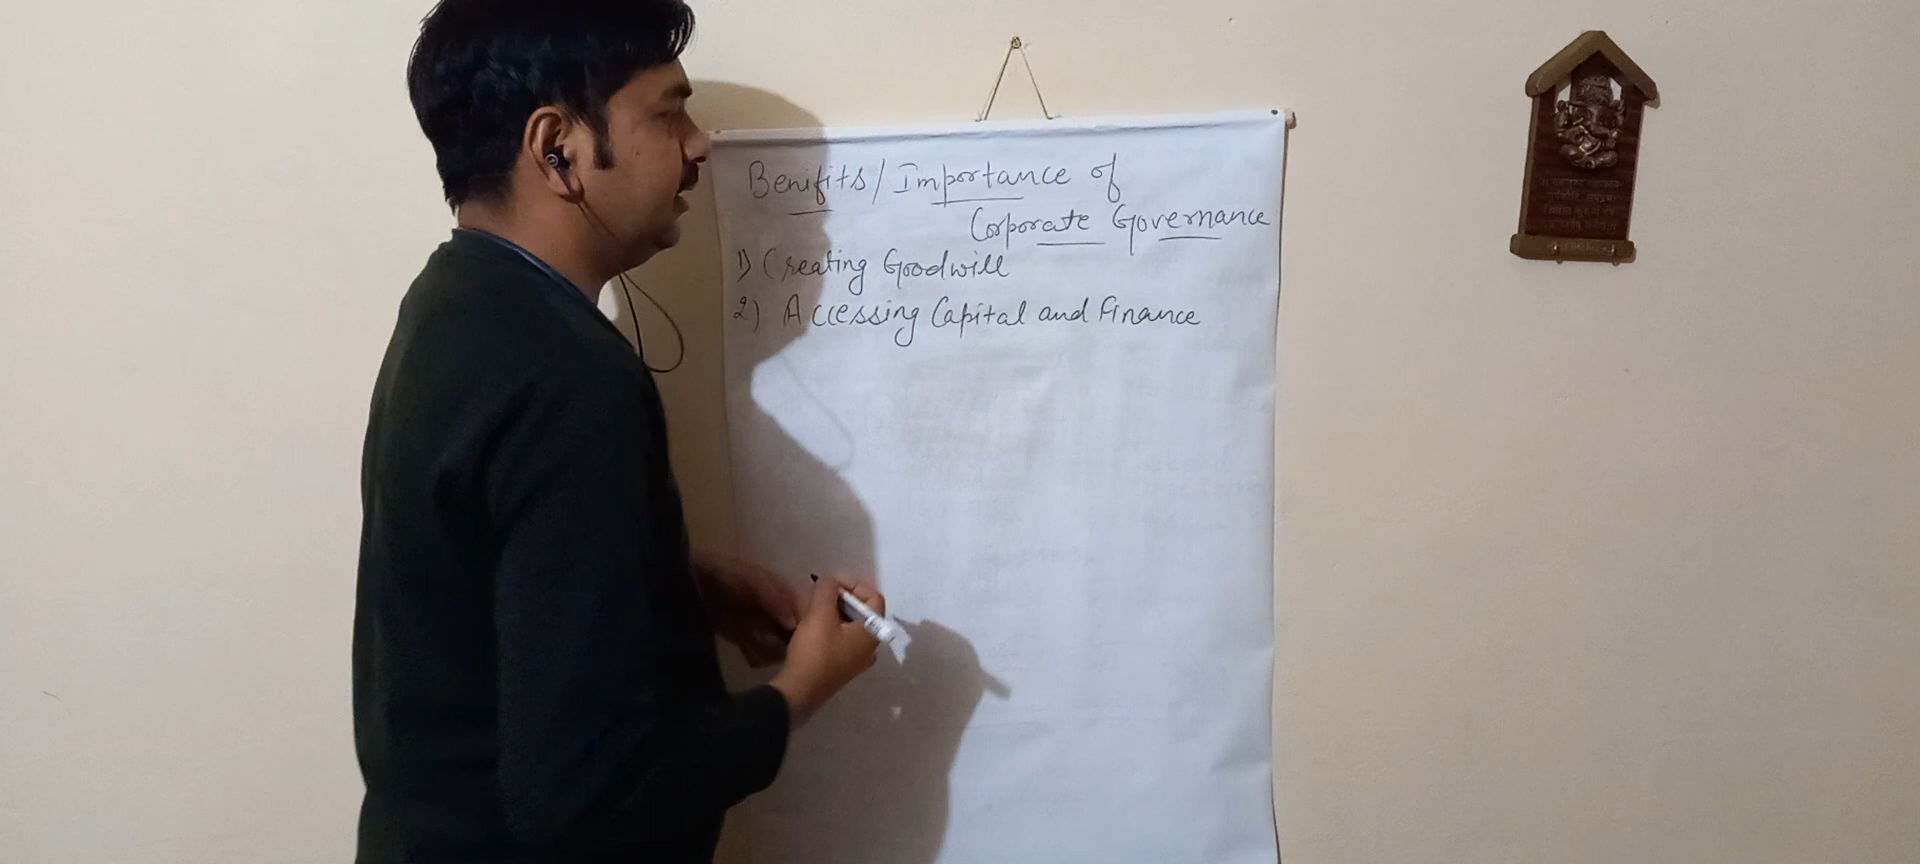 Benifits/Importance of
Corporate Governance
1) Creating Goodwill
2) Accessing Capital and Finance